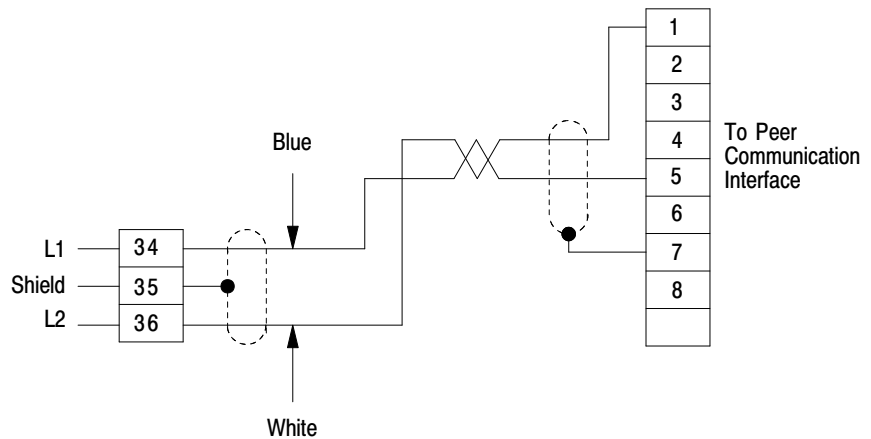 1
2
3
4
5
6
7
8
To Peer
Communication
Interface
Blue
L1
34
Shield
35
L2
36
White